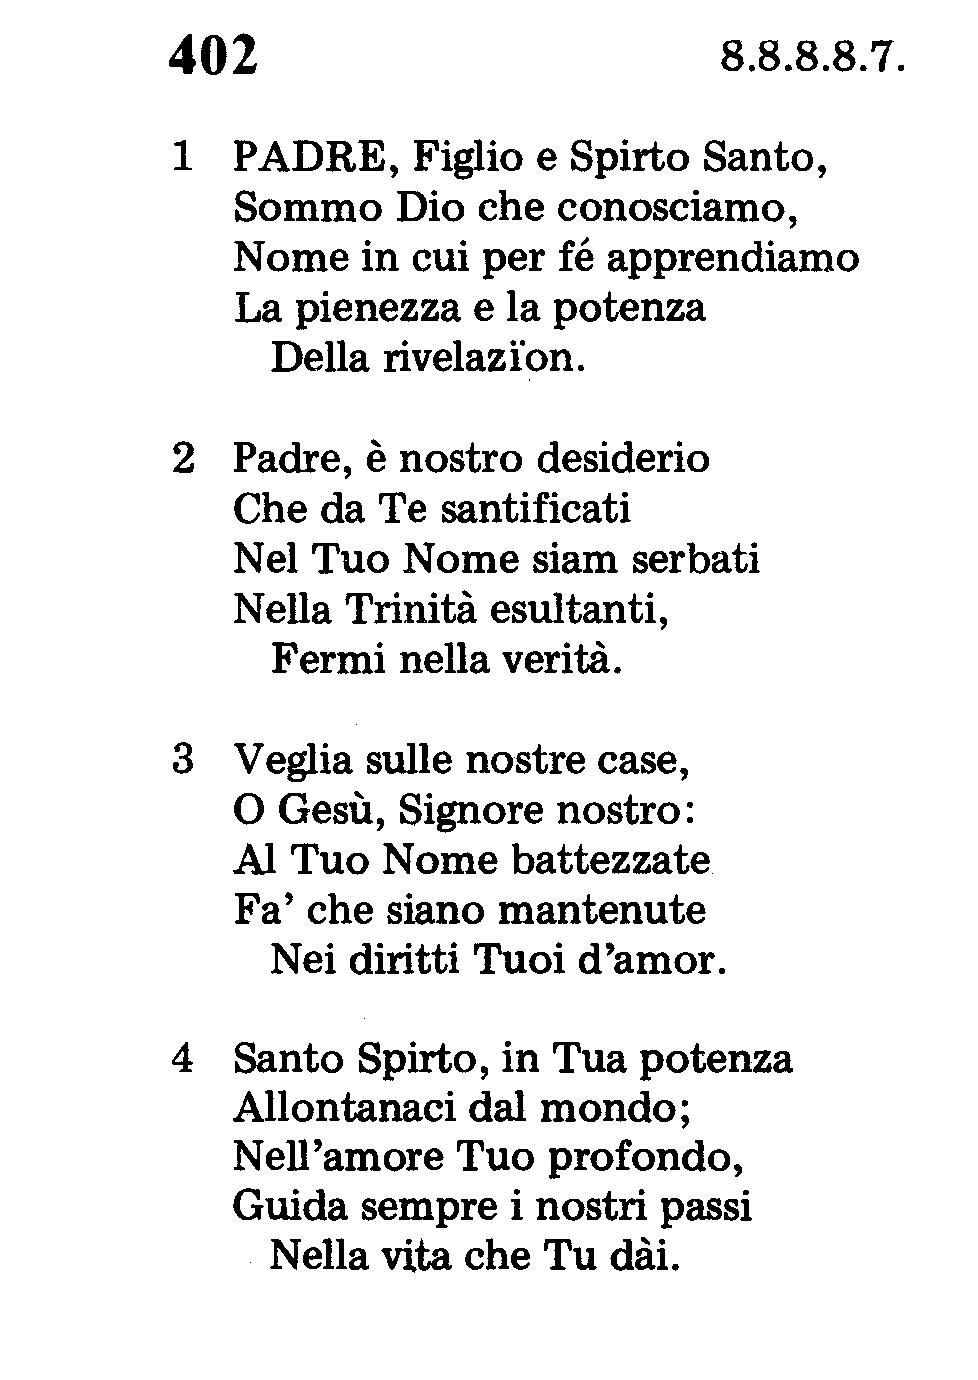 402 8.8.8.8.7.
1 PADRE, Figlio e Spirto Santo,
Sommo Dio che conosciamo,
Nome in cui per fé apprendiamo
La pienezza e la potenza
Della rivelazïon.
2 Padre, è nostro desiderio
Che da Te santificati
Nel Tuo Nome siam serbati
Nella Trinità esultanti,
Fermi nella verità.
3 Veglia sulle nostre case,
O Gesù, Signore nostro:
Al Tuo Nome battezzate
Fa’ che siano mantenute
Nei diritti Tuoi d’amor.
4 Santo Spirto, in Tua potenza
Allontanaci dal mondo;
Nell’amore Tuo profondo,
Guida sempre i nostri passi
Nella vita che Tu dài.